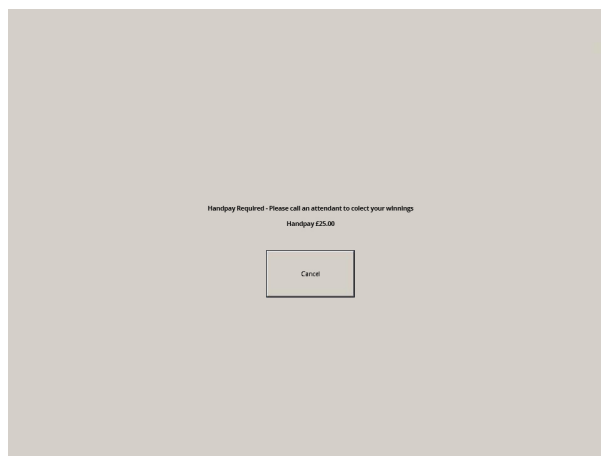 Handpay Required - Please call an attendant to colect your winnings
Handpay £25.00
Cancel